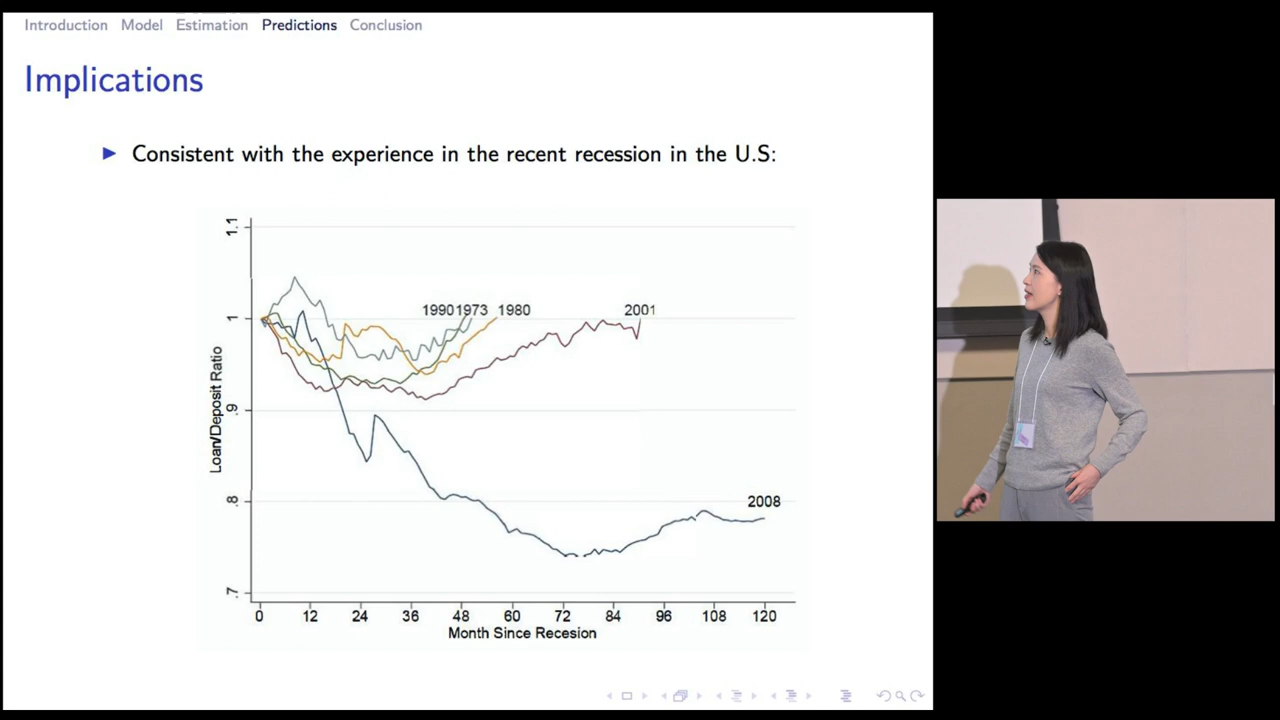 Introduction Model Estimation Predictions Conclusion
Implications
Consistent with the experience in the recent recession in the U.S:
1.1
1
.9
.8
.7
Loan/Deposit Ratio
1990 1973 1980 2001
2008
0 12 24 36 48 60 72 84 96 108 120
Month Since Recesion